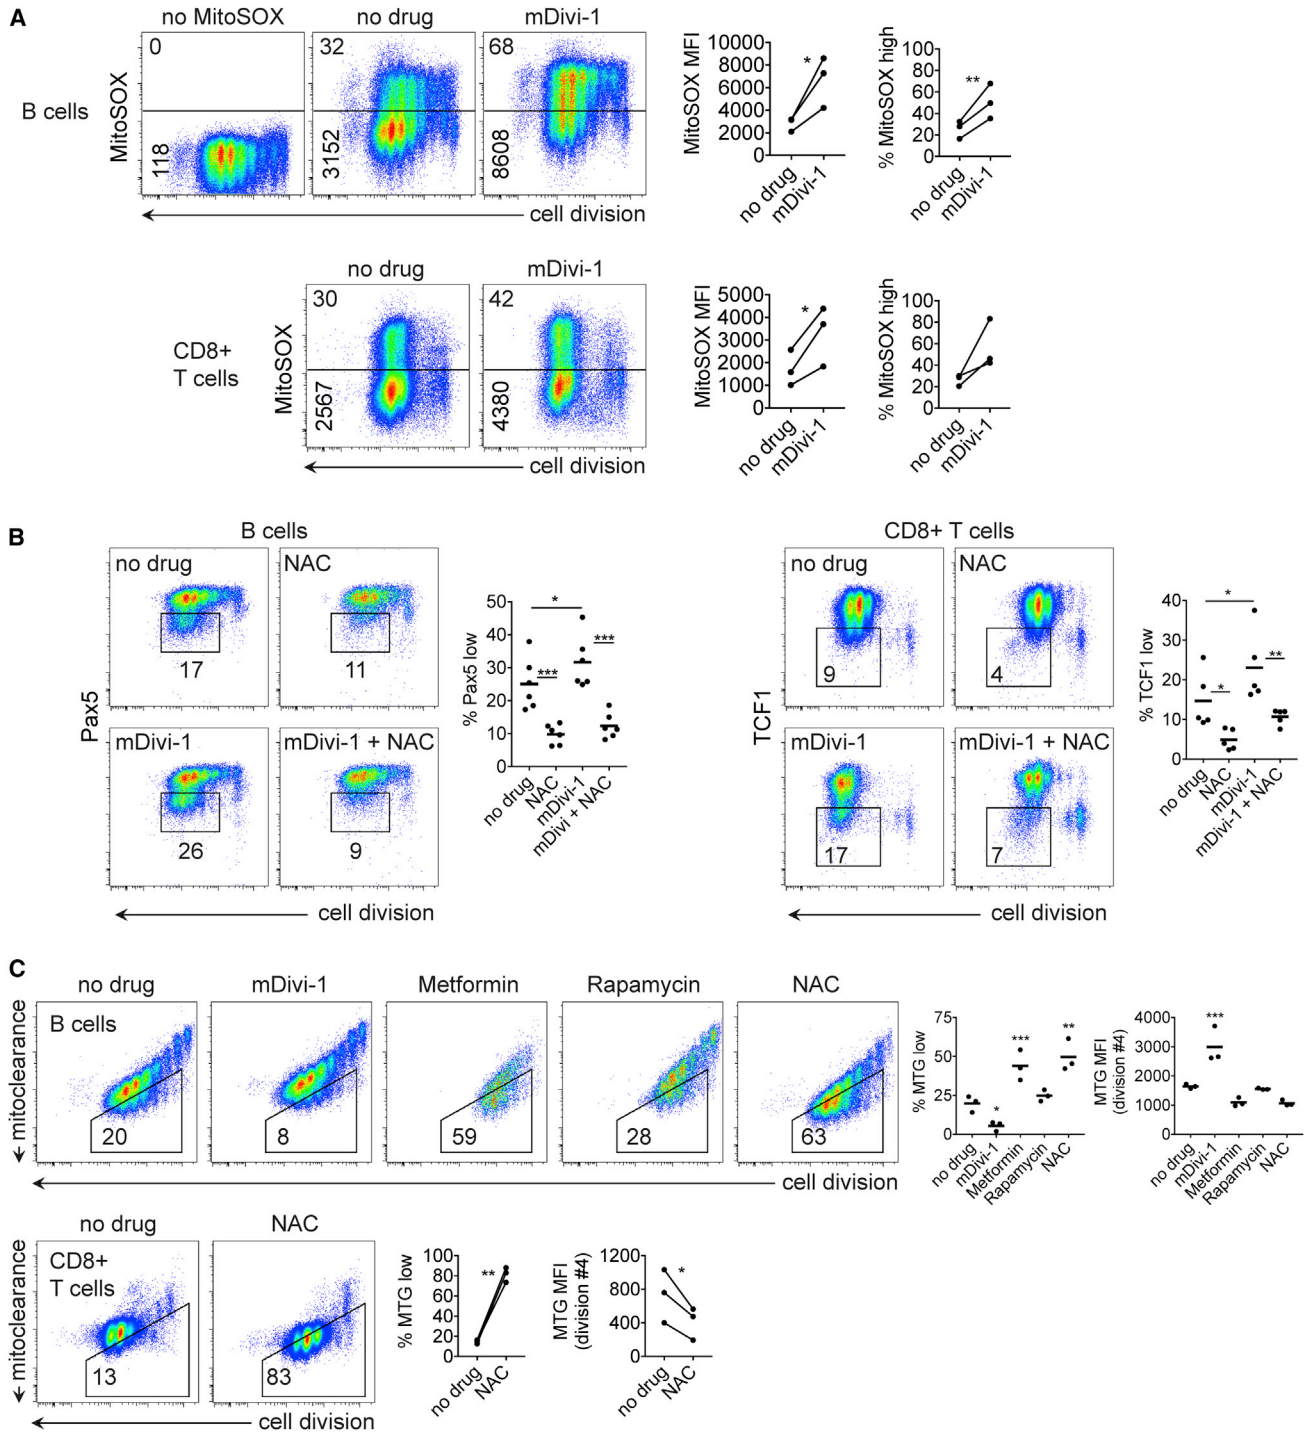 A
no MitoSOX
no drug
mDivi-1
B cells
MitoSOX
0
118
32
3152
68
8608
cell division
MitoSOX MFI
10000
8000
6000
4000
2000
0
*
no drug
mDivi-1
% MitoSOX high
100
80
60
40
20
0
**
no drug
mDivi-1
no drug
mDivi-1
CD8+
T cells
MitoSOX
30
2567
42
4380
cell division
MitoSOX MFI
5000
4000
3000
2000
1000
0
*
no drug
mDivi-1
% MitoSOX high
100
80
60
40
20
0
no drug
mDivi-1
B
B cells
Pax5
no drug
17
NAC
11
mDivi-1
26
mDivi-1 + NAC
9
cell division
% Pax5 low
50
40
30
20
10
0
*
***
***
no drug
NAC
mDivi-1
mDivi + NAC
CD8+ T cells
TCF1
no drug
9
NAC
4
mDivi-1
17
mDivi-1 + NAC
7
cell division
% TCF1 low
40
30
20
10
0
*
*
**
no drug
NAC
mDivi-1
mDivi-1 + NAC
C
no drug
mDivi-1
Metformin
Rapamycin
NAC
mitoclearance
B cells
20
8
59
28
63
cell division
% MTG low
75
50
25
0
*
***
**
no drug
mDivi-1
Metformin
Rapamycin
NAC
MTG MFI
(division #4)
4000
3000
2000
1000
0
***
no drug
mDivi-1
Metformin
Rapamycin
NAC
no drug
NAC
mitoclearance
CD8+
T cells
13
83
cell division
% MTG low
100
80
60
40
20
0
**
no drug
NAC
MTG MFI
(division #4)
1200
800
400
0
*
no drug
NAC